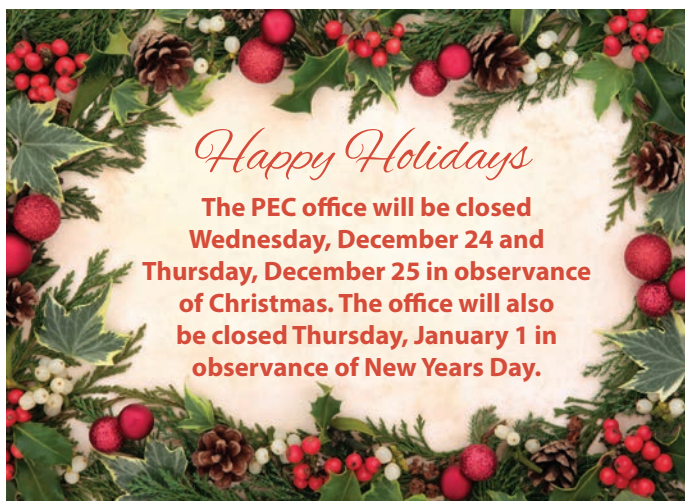 Happy Holidays
The PEC office will be closed
Wednesday, December 24 and
Thursday, December 25 in observance
of Christmas. The office will also
be closed Thursday, January 1 in
observance of New Years Day.